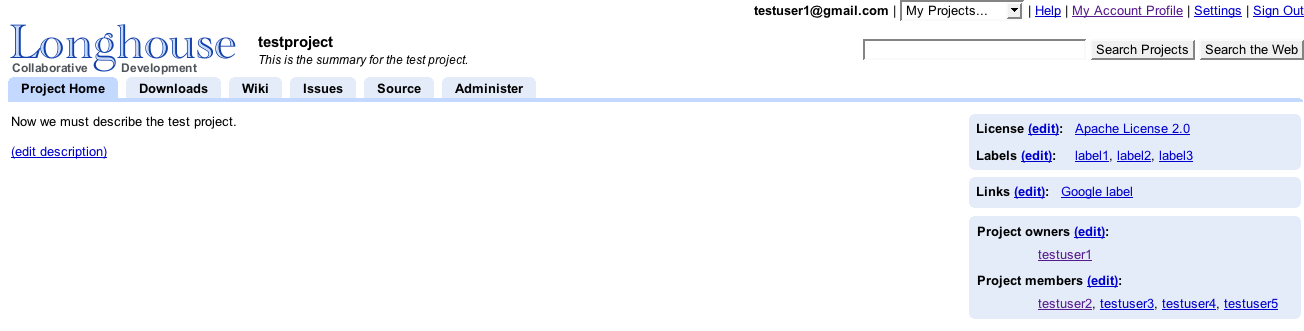 testuser1@gmail.com | My Projects... | Help | My Account Profile | Settings | Sign Out
Longhouse
Collaborative Development
testproject
This is the summary for the test project.
Search Projects Search the Web
Project Home Downloads Wiki Issues Source Administer
Now we must describe the test project.
(edit description)
License (edit): Apache License 2.0
Labels (edit): label1, label2, label3
Links (edit): Google label
Project owners (edit):
testuser1
Project members (edit):
testuser2, testuser3, testuser4, testuser5